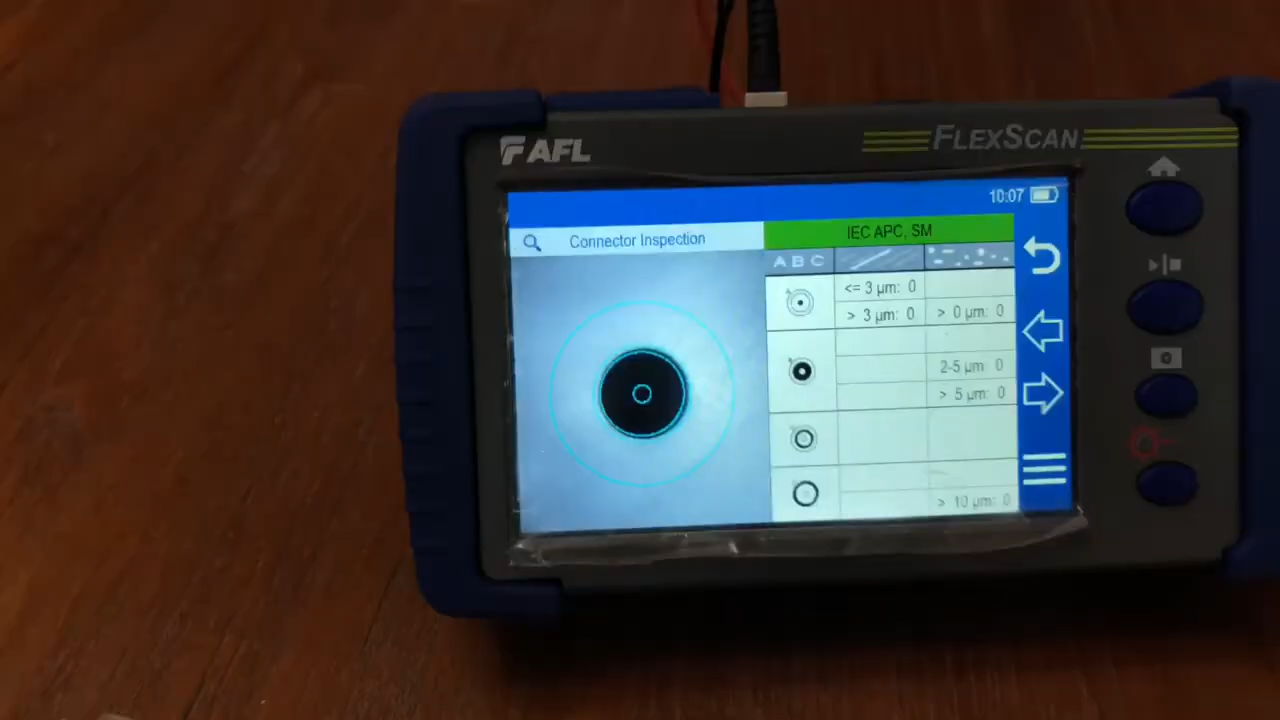 AFL
FLEXSCAN
10:07
Connector Inspection
IEC APC, SM
A B C
<= 3 µm: 0
> 3 µm: 0
> 0 µm: 0
2-5 µm: 0
> 5 µm: 0
> 10 µm: 0